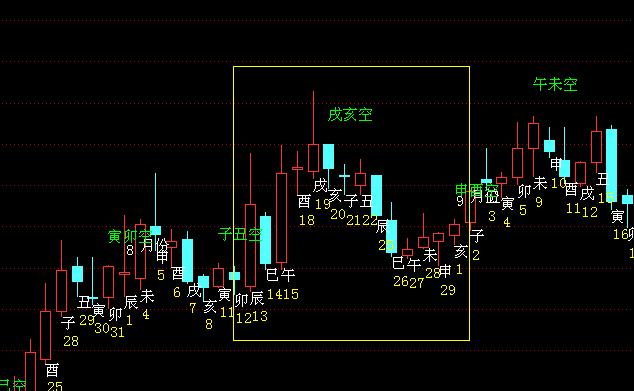 午未空
戌亥空
申酉空
子丑空
寅卯空
巳空
酉
25
子
28
丑
29
寅
30
卯
31
辰
1
未
4
8
月
份
申
5
酉
6
戌
7
亥
8
寅
11
卯
12
辰
13
巳
14
午
15
酉
18
戌
19
亥
20
子
21
丑
22
辰
25
巳
26
午
27
未
28
申
29
亥
1
子
2
9
月
份
3
寅
4
卯
5
未
9
申
10
酉
11
戌
12
丑
寅
16
卯